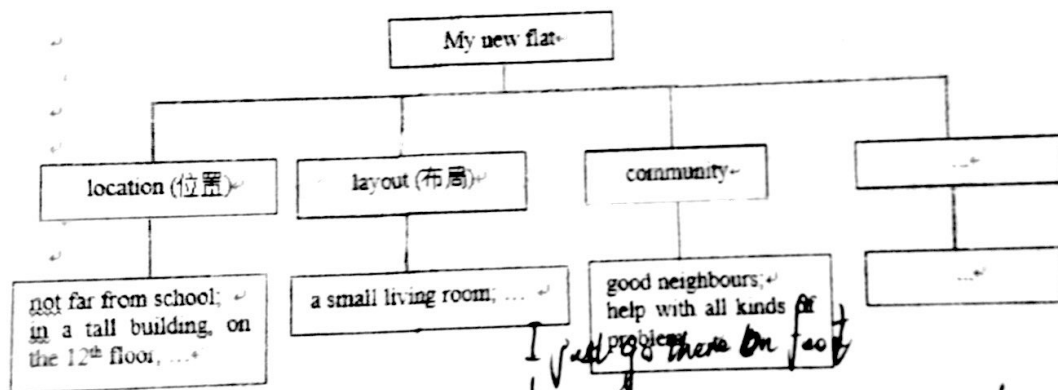 My new flat
location (位置)
layout (布局)
community
...
not far from school;
in a tall building, on
the 12th floor, ...
a small living room; ...
good neighbours;
help with all kinds of
problems
...
I just go there on foot